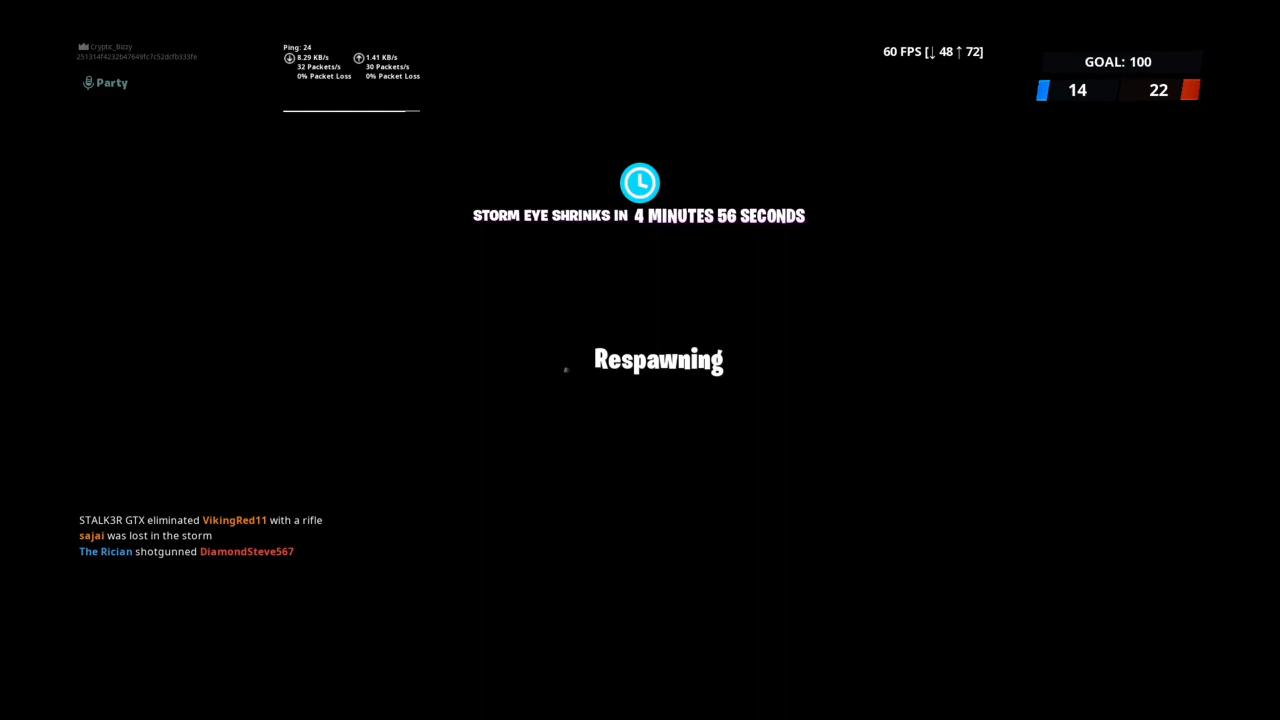 Cryptic_Bizzy
Party
Ping: 24
8.29 KB/s
32 Packets/s
0% Packet Loss
1.41 KB/s
30 Packets/s
0% Packet Loss
60 FPS [↓ 48 ↑ 72]
GOAL: 100
14 22
STORM EYE SHRINKS IN 4 MINUTES 56 SECONDS
Respawning
STALK3R GTX eliminated VikingRed11 with a rifle
sajai was lost in the storm
The Rician shotgunned DiamondSteve567